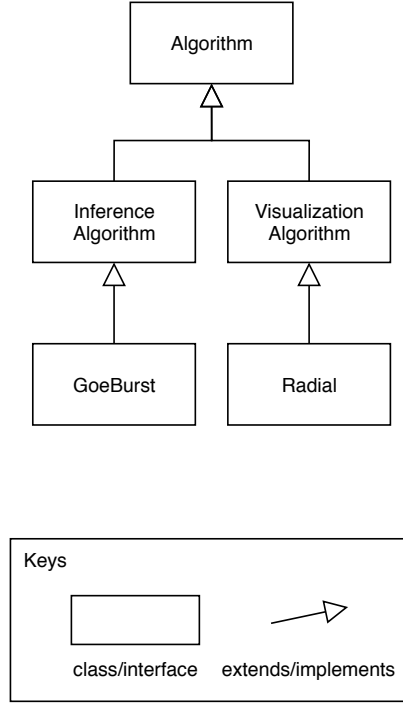 Algorithm
Inference
Algorithm
Visualization
Algorithm
GoeBurst
Radial
Keys
class/interface
extends/implements